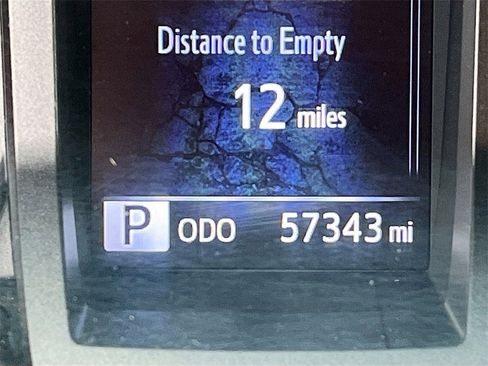 Distance to Empty
12 miles
P ODO 57343 mi